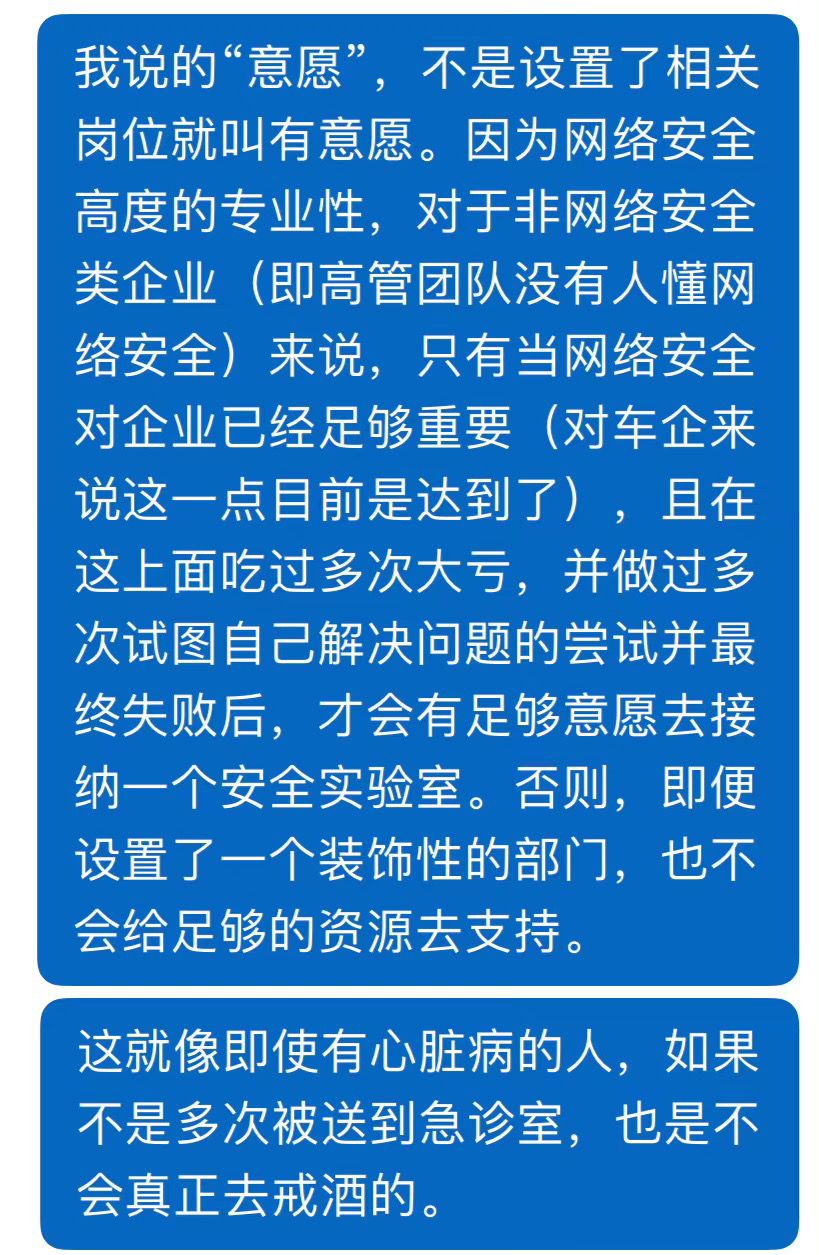 我说的“意愿”，不是设置了相关
岗位就叫有意愿。因为网络安全
高度的专业性，对于非网络安全
类企业（即高管团队没有人懂网
络安全）来说，只有当网络安全
对企业已经足够重要（对车企来
说这一点目前是达到了），且在
这上面吃过多次大亏，并做过多
次试图自己解决问题的尝试并最
终失败后，才会有足够意愿去接
纳一个安全实验室。否则，即便
设置了一个装饰性的部门，也不
会给足够的资源去支持。
这就像即使有心脏病的人，如果
不是多次被送到急诊室，也是不
会真正去戒酒的。